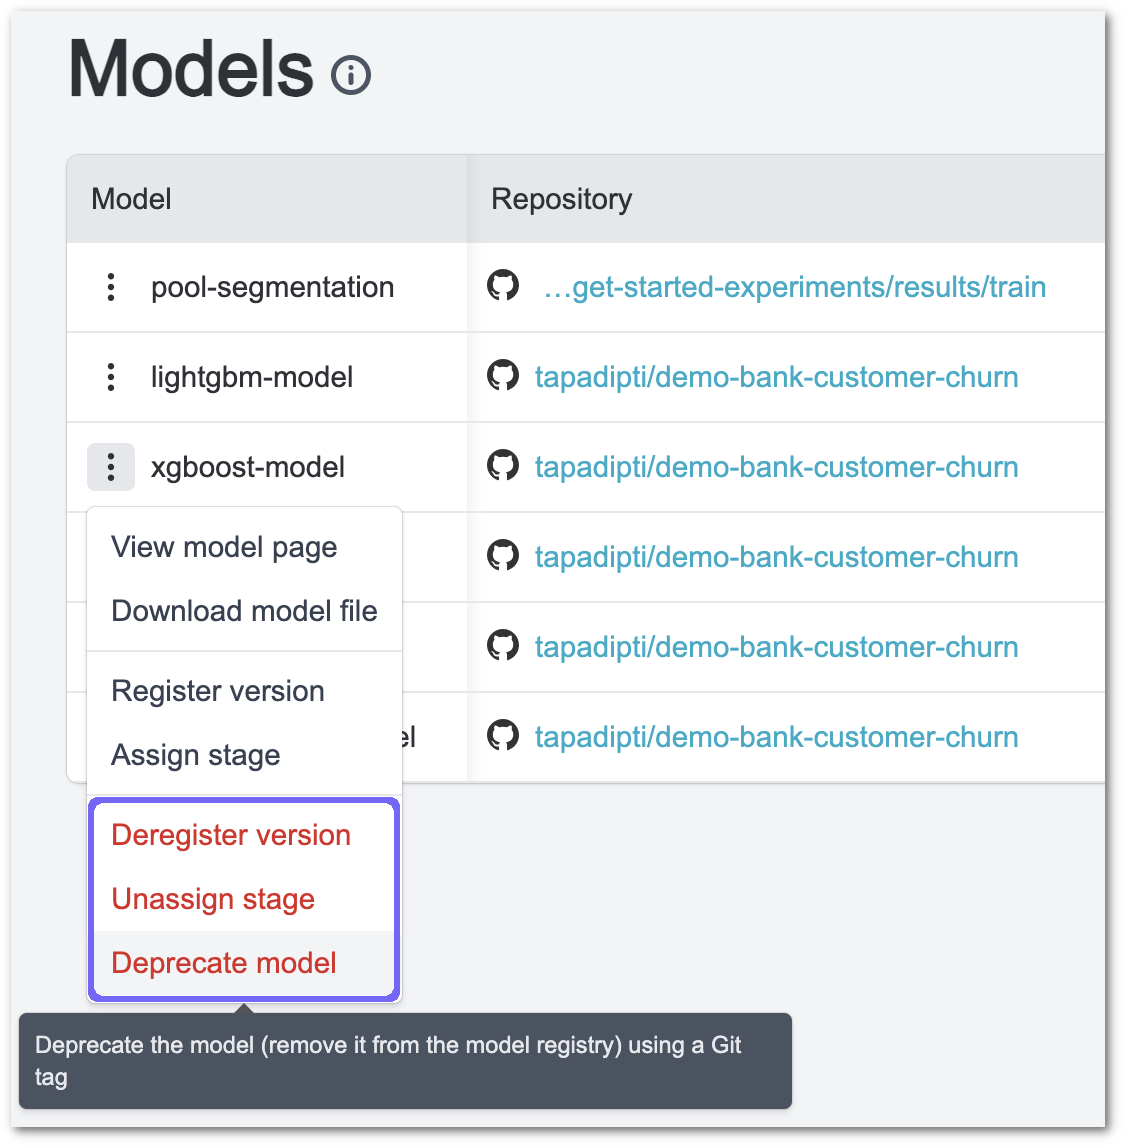 Models
Model Repository
pool-segmentation …get-started-experiments/results/train
lightgbm-model tapadipti/demo-bank-customer-churn
xgboost-model tapadipti/demo-bank-customer-churn
View model page
tapadipti/demo-bank-customer-churn
Download model file
tapadipti/demo-bank-customer-churn
Register version
tapadipti/demo-bank-customer-churn
Assign stage
Deregister version
Unassign stage
Deprecate model
Deprecate the model (remove it from the model registry) using a Git
tag